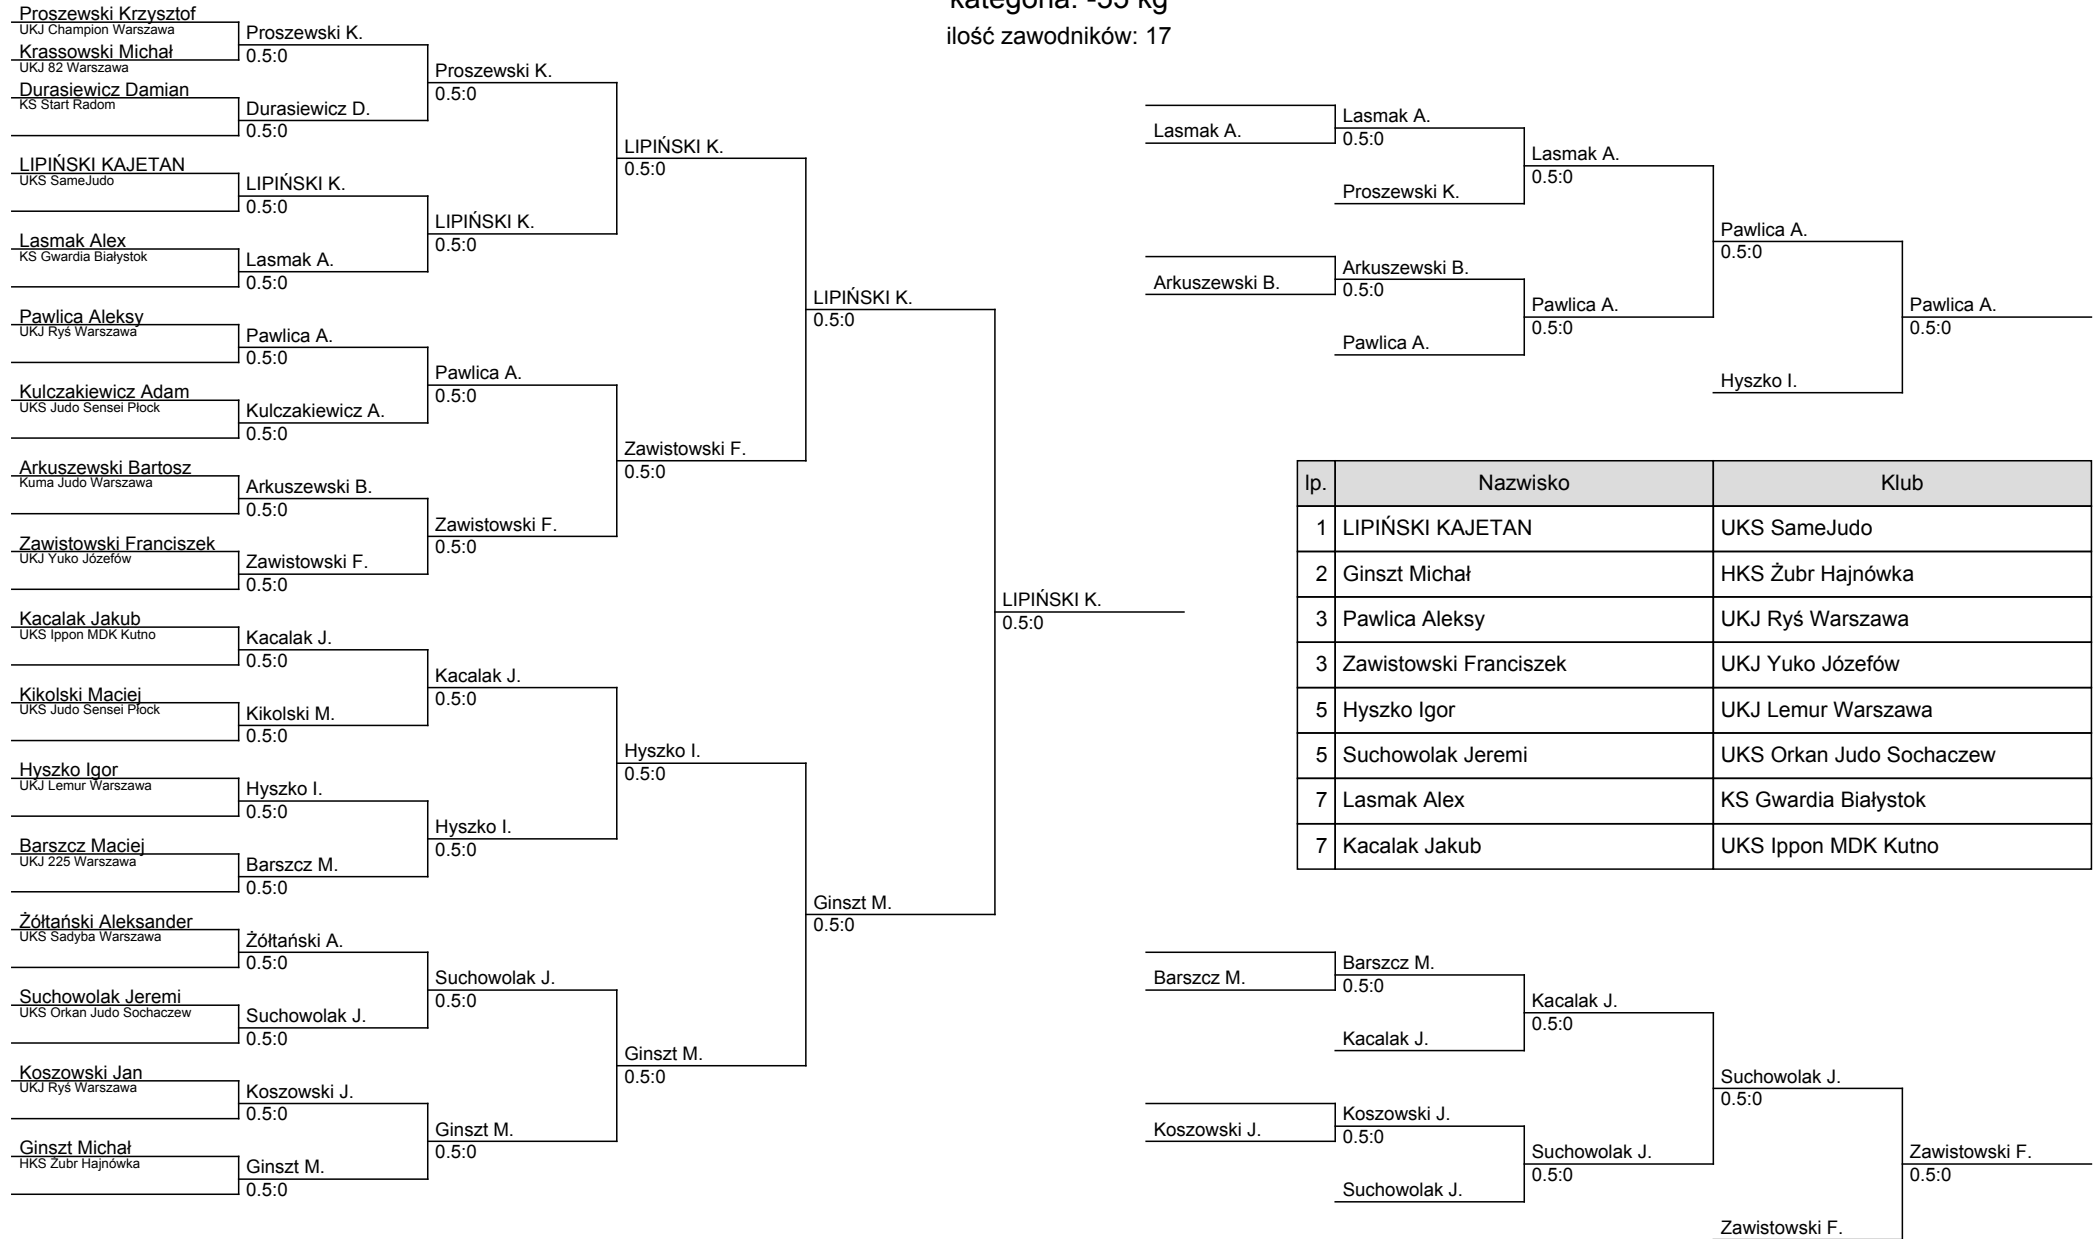 kategoria: -55 kg
ilość zawodników: 17
Proszewski Krzysztof
UKJ Champion Warszawa
Krassowski Michał
UKJ 82 Warszawa
Durasiewicz Damian
KS Start Radom
LIPIŃSKI KAJETAN
UKS SameJudo
Lasmak Alex
KS Gwardia Białystok
Pawlica Aleksy
UKJ Ryś Warszawa
Kulczakiewicz Adam
UKS Judo Sensei Płock
Arkuszewski Bartosz
Kuma Judo Warszawa
Zawistowski Franciszek
UKJ Yuko Józefów
Kacalak Jakub
UKS Ippon MDK Kutno
Kikolski Maciej
UKS Judo Sensei Płock
Hyszko Igor
UKJ Lemur Warszawa
Barszcz Maciej
UKJ 225 Warszawa
Żółtański Aleksander
UKS Sadyba Warszawa
Suchowolak Jeremi
UKS Orkan Judo Sochaczew
Koszowski Jan
UKJ Ryś Warszawa
Ginszt Michał
HKS Żubr Hajnówka
Proszewski K.
0.5:0
Durasiewicz D.
0.5:0
LIPIŃSKI K.
0.5:0
Lasmak A.
0.5:0
Pawlica A.
0.5:0
Kulczakiewicz A.
0.5:0
Arkuszewski B.
0.5:0
Zawistowski F.
0.5:0
Kacalak J.
0.5:0
Kikolski M.
0.5:0
Hyszko I.
0.5:0
Barszcz M.
0.5:0
Żółtański A.
0.5:0
Suchowolak J.
0.5:0
Koszowski J.
0.5:0
Ginszt M.
0.5:0
Proszewski K.
0.5:0
LIPIŃSKI K.
0.5:0
Pawlica A.
0.5:0
Zawistowski F.
0.5:0
Kacalak J.
0.5:0
Hyszko I.
0.5:0
Suchowolak J.
0.5:0
Ginszt M.
0.5:0
LIPIŃSKI K.
0.5:0
Zawistowski F.
0.5:0
Hyszko I.
0.5:0
Ginszt M.
0.5:0
LIPIŃSKI K.
0.5:0
Ginszt M.
0.5:0
LIPIŃSKI K.
0.5:0
Lasmak A.
Lasmak A.
0.5:0
Proszewski K.
Lasmak A.
0.5:0
Arkuszewski B.
Arkuszewski B.
0.5:0
Pawlica A.
Pawlica A.
0.5:0
Pawlica A.
0.5:0
Hyszko I.
Pawlica A.
0.5:0
lp. Nazwisko Klub
1 LIPIŃSKI KAJETAN UKS SameJudo
2 Ginszt Michał HKS Żubr Hajnówka
3 Pawlica Aleksy UKJ Ryś Warszawa
3 Zawistowski Franciszek UKJ Yuko Józefów
5 Hyszko Igor UKJ Lemur Warszawa
5 Suchowolak Jeremi UKS Orkan Judo Sochaczew
7 Lasmak Alex KS Gwardia Białystok
7 Kacalak Jakub UKS Ippon MDK Kutno
Barszcz M.
Barszcz M.
0.5:0
Kacalak J.
Kacalak J.
0.5:0
Koszowski J.
Koszowski J.
0.5:0
Suchowolak J.
Suchowolak J.
0.5:0
Suchowolak J.
0.5:0
Zawistowski F.
Zawistowski F.
0.5:0